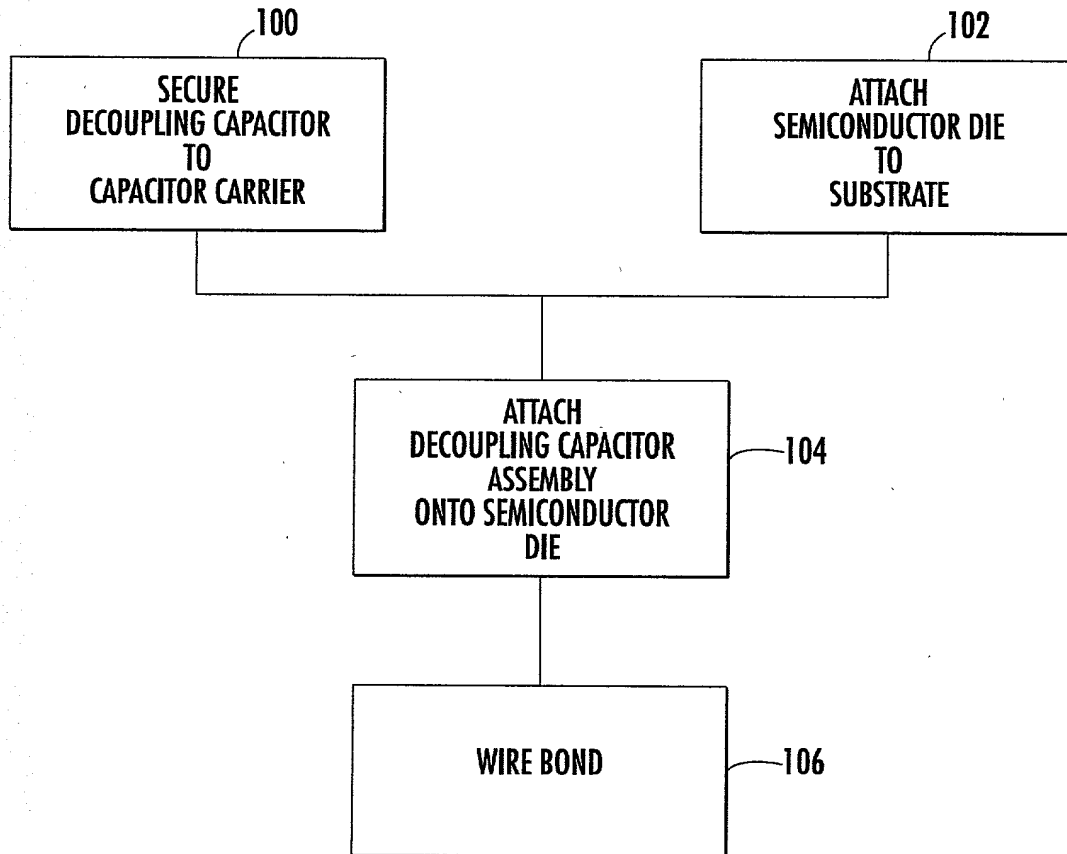 100
SECURE
DECOUPLING CAPACITOR
TO
CAPACITOR CARRIER
102
ATTACH
SEMICONDUCTOR DIE
TO
SUBSTRATE
ATTACH
DECOUPLING CAPACITOR
ASSEMBLY
ONTO SEMICONDUCTOR
DIE
104
WIRE BOND
106